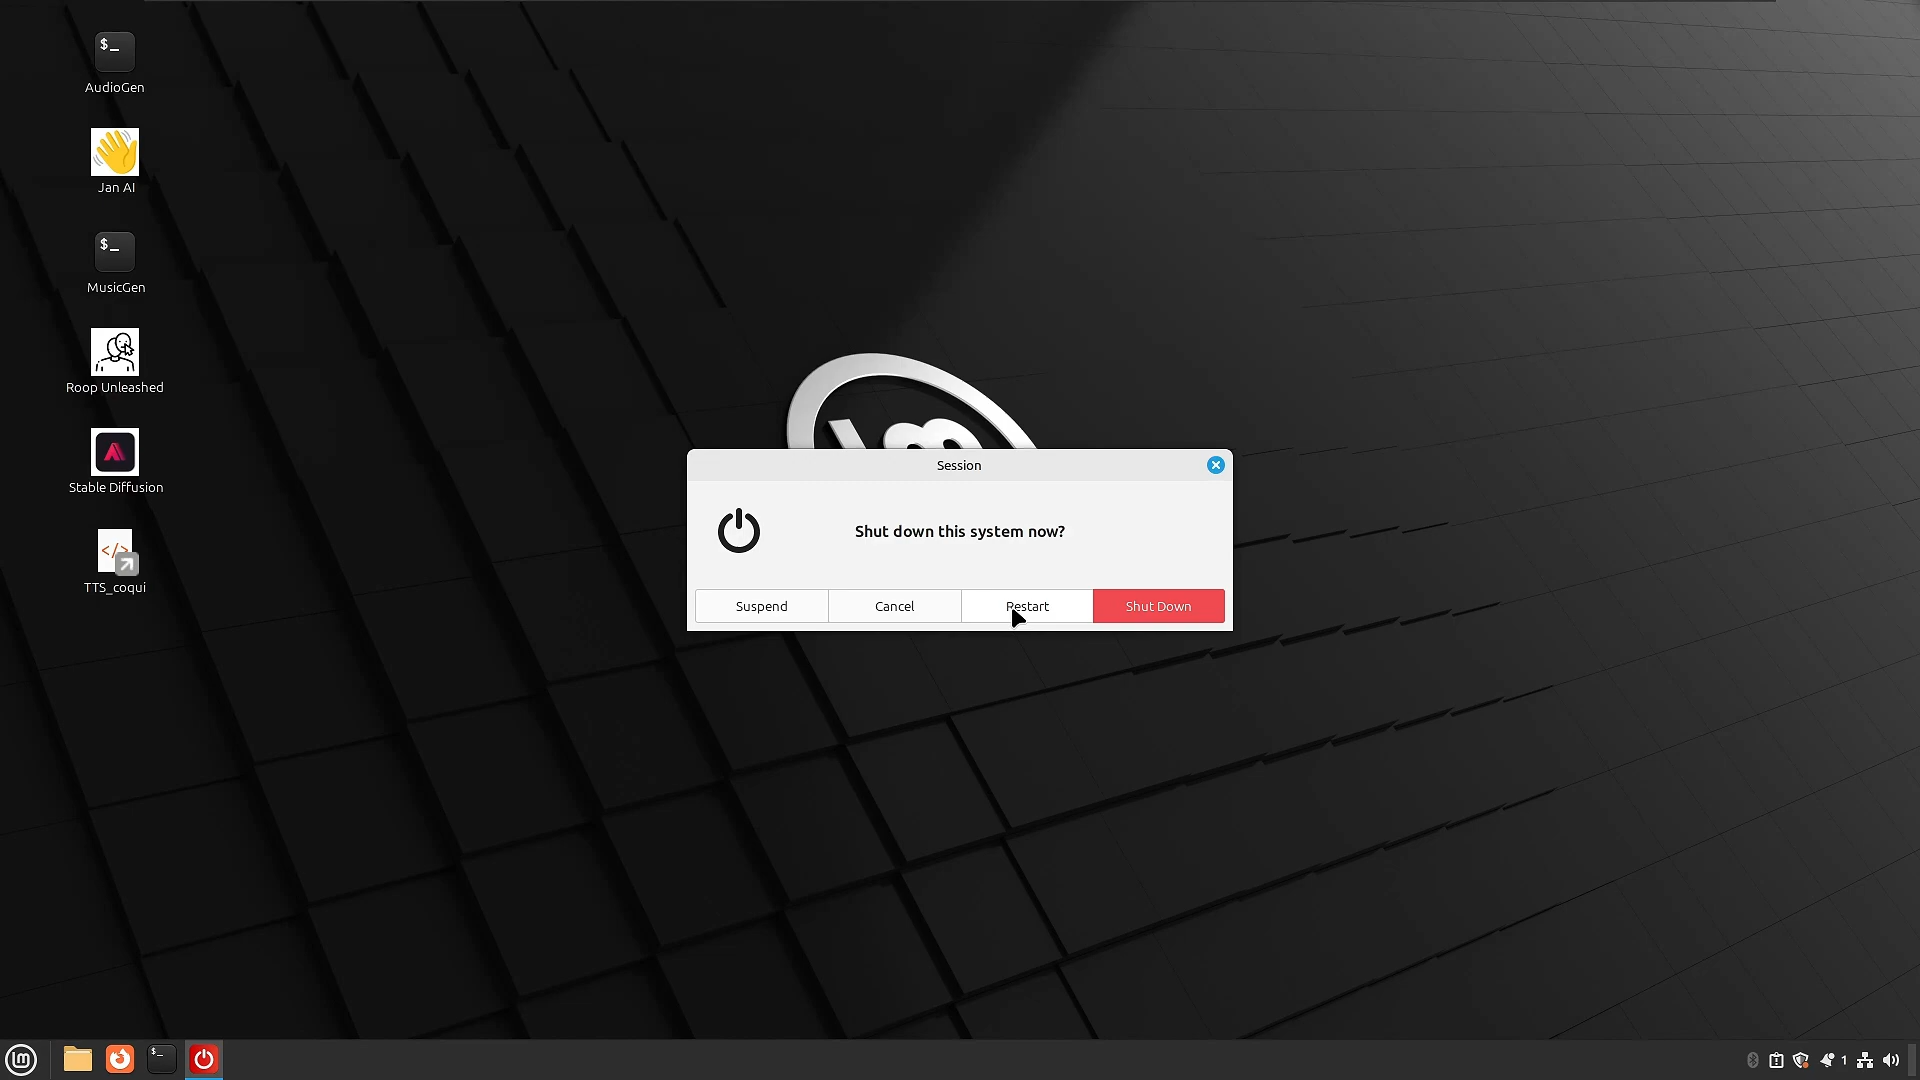 $_
AudioGen
Jan AI
$_
MusicGen
Roop Unleashed
Stable Diffusion
</>
TTS_coqui
Session
Shut down this system now?
Suspend
Cancel
Restart
Shut Down
lm
$_
1